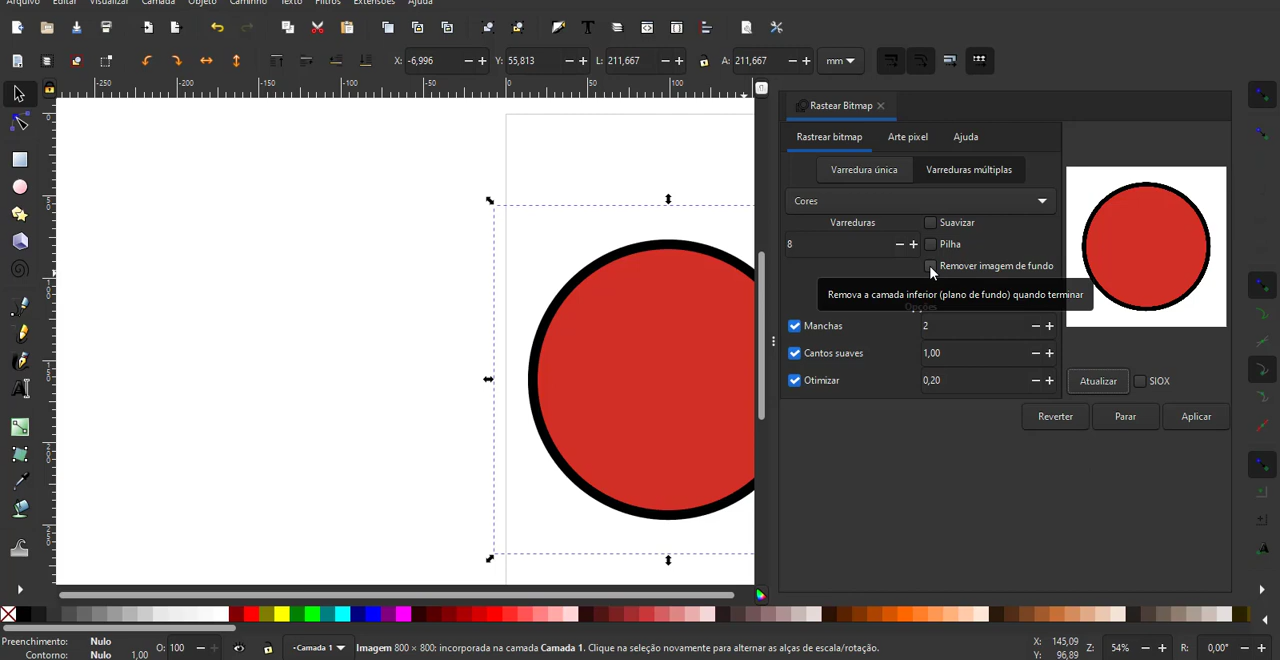 Arquivo Editar Visualizar Camada Objeto Caminho Texto Filtros Extensões Ajuda
X: -6,996 Y: 55,813 L: 211,667 A: 211,667 mm
-250 -200 -150 -100 -50 0 50 100
Rastear Bitmap
Rastrear bitmap Arte pixel Ajuda
Varredura única Varreduras múltiplas
Cores
Varreduras Suavizar
8 Pilha
Remover imagem de fundo
Remova a camada inferior (plano de fundo) quando terminar
Opções
Manchas 2
Cantos suaves 1,00
Otimizar 0,20
Atualizar SIOX
Reverter Parar Aplicar
Preenchimento: Nulo O: 100 -Camada 1 Imagem 800 × 800: incorporada na camada Camada 1. Clique na seleção novamente para alternar as alças de escala/rotação. X: 145,09 Z: 54% R: 0,00°
Contorno: Nulo 1,00 Y: 96,89